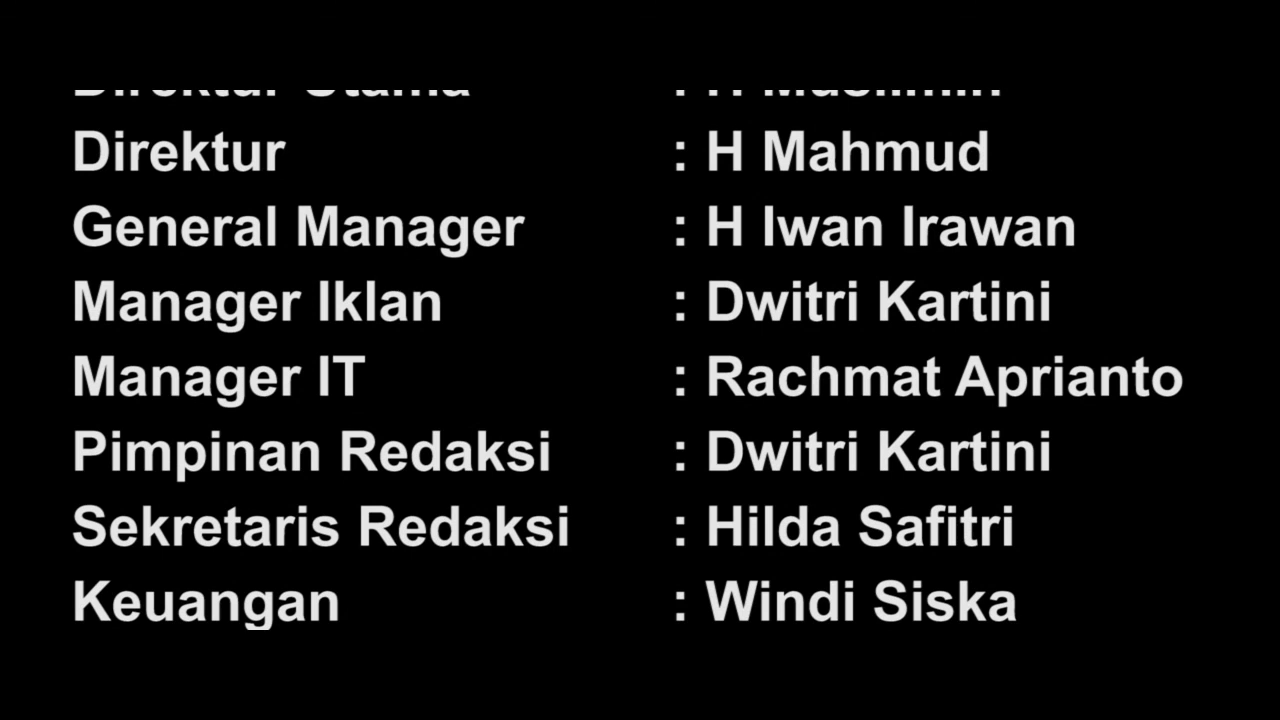 Direktur : H Mahmud
General Manager : H Iwan Irawan
Manager Iklan : Dwitri Kartini
Manager IT : Rachmat Aprianto
Pimpinan Redaksi : Dwitri Kartini
Sekretaris Redaksi : Hilda Safitri
Keuangan : Windi Siska